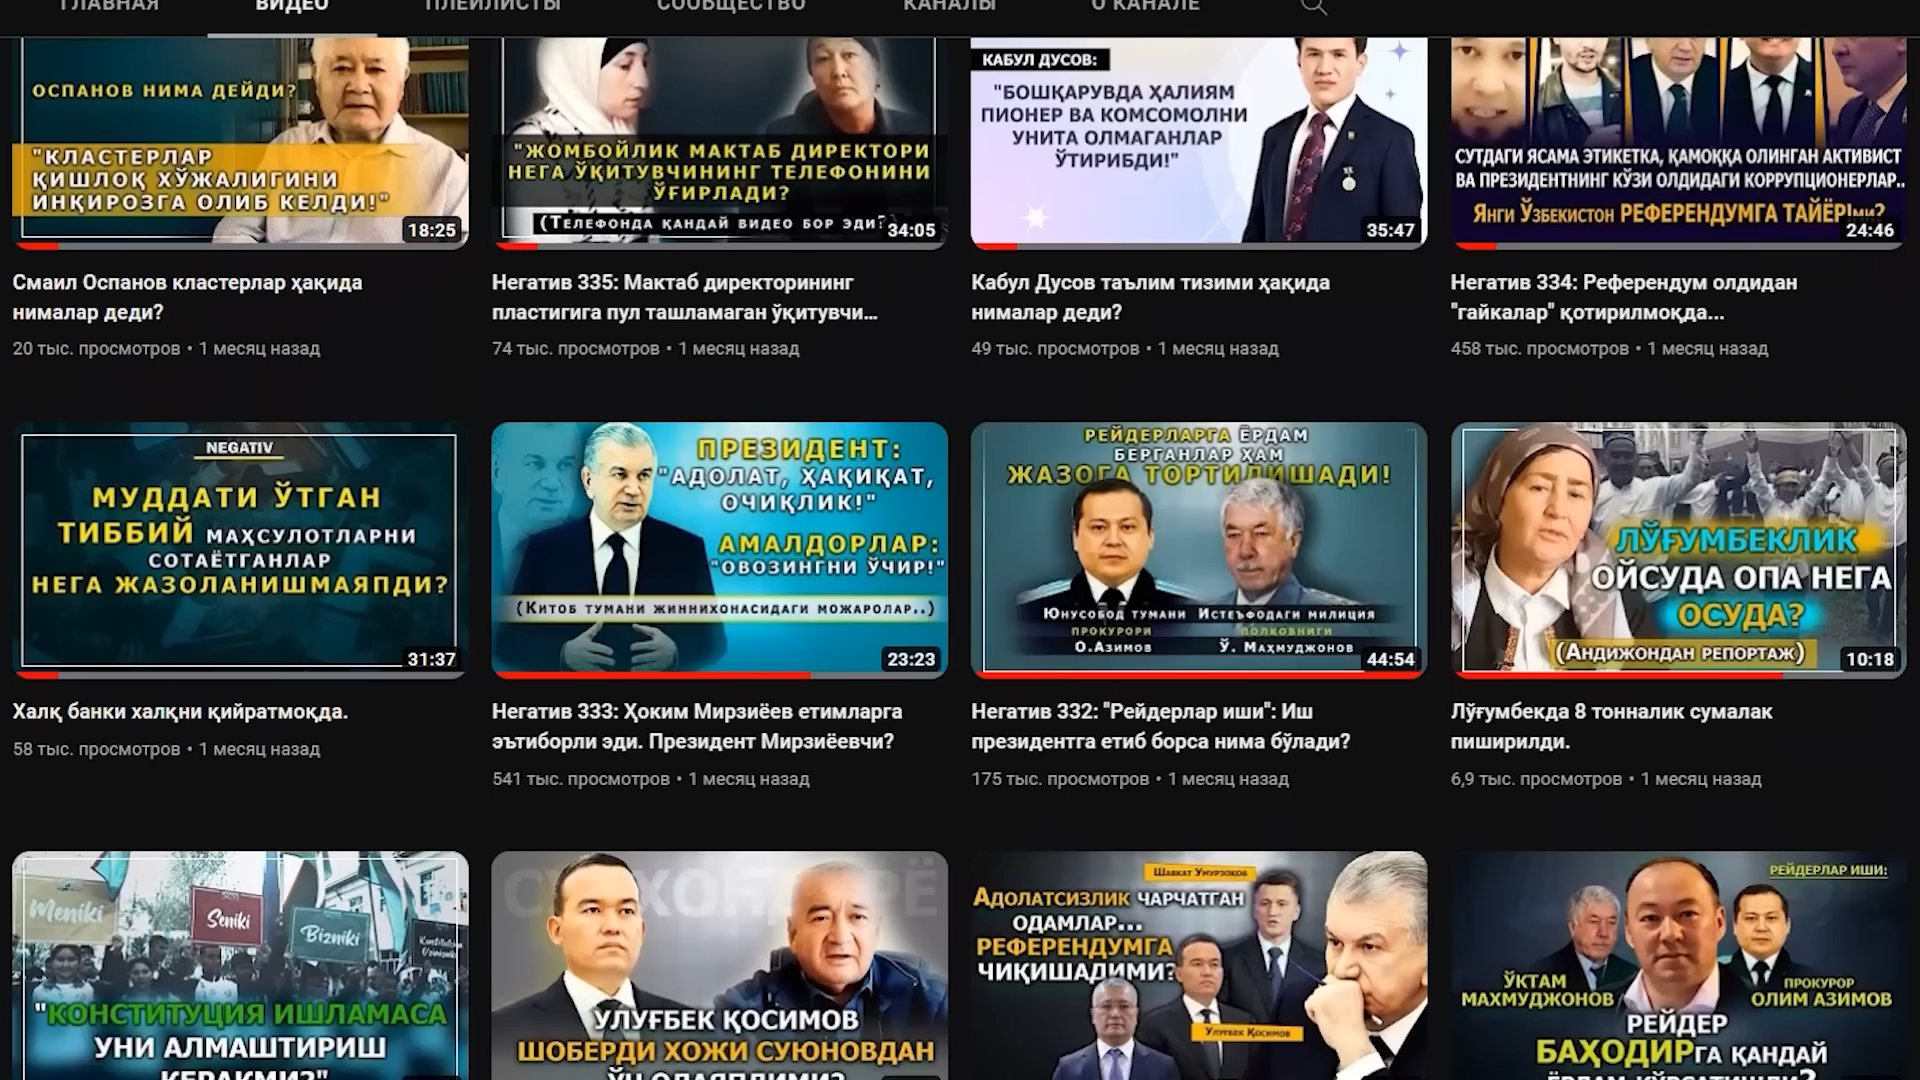 ГЛАВНАЯ ВИДЕО ПЛЕЙЛИСТЫ СООБЩЕСТВО КАНАЛЫ О КАНАЛЕ
ОСПАНОВ НИМА ДЕЙДИ?
"КЛАСТЕРЛАР
ҚИШЛОҚ ХЎЖАЛИГИНИ
ИНҚИРОЗГА ОЛИБ КЕЛДИ!"
18:25
"ЖОМБОЙЛИК МАКТАБ ДИРЕКТОРИ
НЕГА ЎҚИТУВЧИНИНГ ТЕЛЕФОНИНИ
ЎҒИРЛАДИ?
(ТЕЛЕФОНДА ҚАНДАЙ ВИДЕО БОР ЭДИ?
34:05
КАБУЛ ДУСОВ:
"БОШҚАРУВДА ҲАЛИЯМ
ПИОНЕР ВА КОМСОМОЛНИ
УНИТА ОЛМАГАНЛАР
ЎТИРИБДИ!"
35:47
СУТДАГИ ЯСАМА ЭТИКЕТКА, ҚАМОҚҚА ОЛИНГАН АКТИВИСТ
ВА ПРЕЗИДЕНТНИНГ КЎЗИ ОЛДИДАГИ КОРРУПЦИОНЕРЛАР..
ЯНГИ ЎЗБЕКИСТОН РЕФЕРЕНДУМГА ТАЙЁР!МИ?
24:46
Смаил Оспанов кластерлар ҳақида
нималар деди?
20 тыс. просмотров • 1 месяц назад
Негатив 335: Мактаб директорининг
пластигига пул ташламаган ўқитувчи...
74 тыс. просмотров • 1 месяц назад
Кабул Дусов таълим тизими ҳақида
нималар деди?
49 тыс. просмотров • 1 месяц назад
Негатив 334: Референдум олдидан
"гайкалар" қотирилмоқда...
458 тыс. просмотров • 1 месяц назад
NEGATIV
МУДДАТИ ЎТГАН
ТИББИЙ МАҲСУЛОТЛАРНИ
СОТАЁТГАНЛАР
НЕГА ЖАЗОЛАНИШМАЯПДИ?
31:37
ПРЕЗИДЕНТ:
"АДОЛАТ, ҲАҚИҚАТ,
ОЧИҚЛИК!"
АМАЛДОРЛАР:
"ОВОЗИНГНИ ЎЧИР!"
(КИТОБ ТУМАНИ ЖИННИХОНАСИДАГИ МОЖАРОЛАР..)
23:23
РЕЙДЕРЛАРГА ЁРДАМ
БЕРГАНЛАР ҲАМ
ЖАЗОГА ТОРТИЛИШАДИ!
ЮНУСОБОД ТУМАНИ
ПРОКУРОРИ
О.АЗИМОВ
ИСТЕЪФОДАГИ МИЛИЦИЯ
ПОЛКОВНИГИ
Ў. МАҲМУДЖОНОВ
44:54
ЛЎҒУМБЕКЛИК
ОЙСУДА ОПА НЕГА
ОСУДА?
(АНДИЖОНДАН РЕПОРТАЖ)
10:18
Халқ банки халқни қийратмоқда.
58 тыс. просмотров • 1 месяц назад
Негатив 333: Ҳоким Мирзиёев етимларга
эътиборли эди. Президент Мирзиёевчи?
541 тыс. просмотров • 1 месяц назад
Негатив 332: "Рейдерлар иши": Иш
президентга етиб борса нима бўлади?
175 тыс. просмотров • 1 месяц назад
Лўғумбекда 8 тонналик сумалак
пиширилди.
6,9 тыс. просмотров • 1 месяц назад
Meniki
Seniki
Bizniki
"КОНСТИТУЦИЯ ИШЛАМАСА
УНИ АЛМАШТИРИШ
КЕРАКМИ?"
УЛУҒБЕК ҚОСИМОВ
ШОБЕРДИ ХОЖИ СУЮНОВДАН
ШАВКАТ УМУРЗОҚОВ
АДОЛАТСИЗЛИК ЧАРЧАТГАН
ОДАМЛАР...
РЕФЕРЕНДУМГА
ЧИҚИШАДИМИ?
УЛУҒБЕК ҚОСИМОВ
РЕЙДЕРЛАР ИШИ:
ЎКТАМ
МАХМУДЖОНОВ
ПРОКУРОР
ОЛИМ АЗИМОВ
РЕЙДЕР
БАҲОДИРГА ҚАНДАЙ
ЁРДАМ КЎРСАТИШДИ?